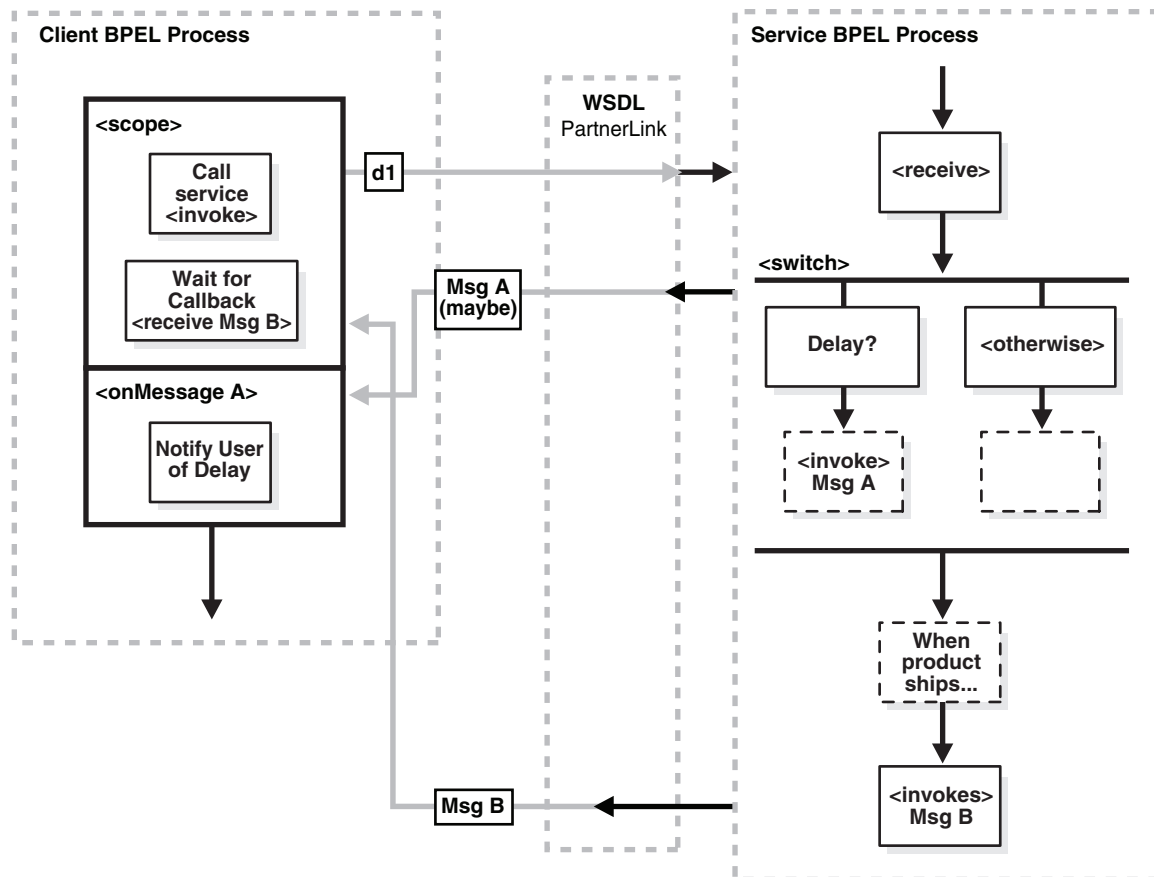 Client BPEL Process
<scope>
Call
service
<invoke>
Wait for
Callback
<receive Msg B>
<onMessage A>
Notify User
of Delay
d1
Msg A
(maybe)
Msg B
WSDL
PartnerLink
Service BPEL Process
<receive>
<switch>
Delay?
<otherwise>
<invoke>
Msg A
When
product
ships...
<invokes>
Msg B